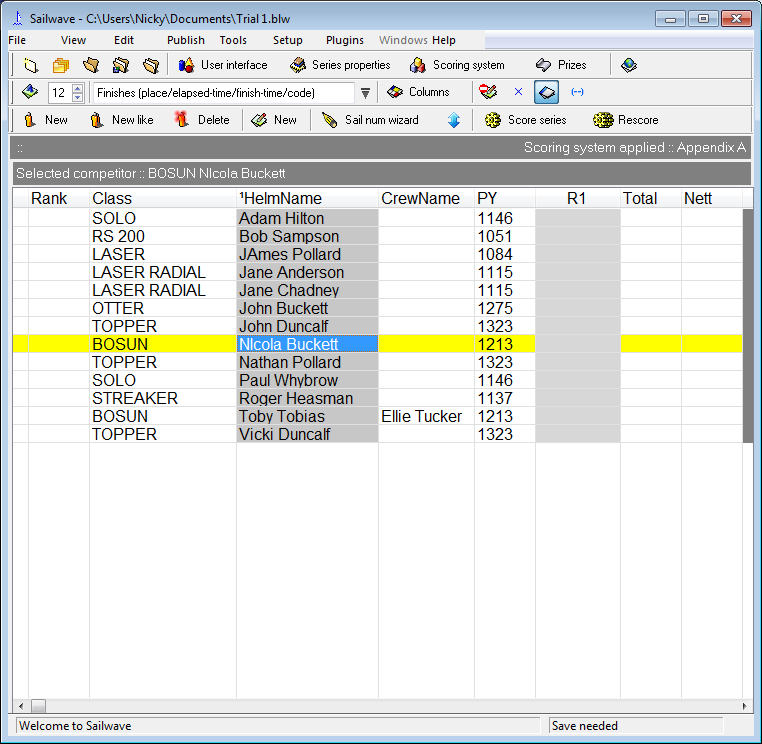 Sailwave - C:\Users\Nicky\Documents\Trial 1.blw
File View Edit Publish Tools Setup Plugins Windows Help
User interface Series properties Scoring system Prizes
12 Finishes (place/elapsed-time/finish-time/code) Columns
New New like Delete New Sail num wizard Score series Rescore
:: Scoring system applied :: Appendix A
Selected competitor :: BOSUN NIcola Buckett
Rank Class ¹HelmName CrewName PY R1 Total Nett
SOLO Adam Hilton 1146
RS 200 Bob Sampson 1051
LASER JAmes Pollard 1084
LASER RADIAL Jane Anderson 1115
LASER RADIAL Jane Chadney 1115
OTTER John Buckett 1275
TOPPER John Duncalf 1323
BOSUN NIcola Buckett 1213
TOPPER Nathan Pollard 1323
SOLO Paul Whybrow 1146
STREAKER Roger Heasman 1137
BOSUN Toby Tobias Ellie Tucker 1213
TOPPER Vicki Duncalf 1323
Welcome to Sailwave Save needed